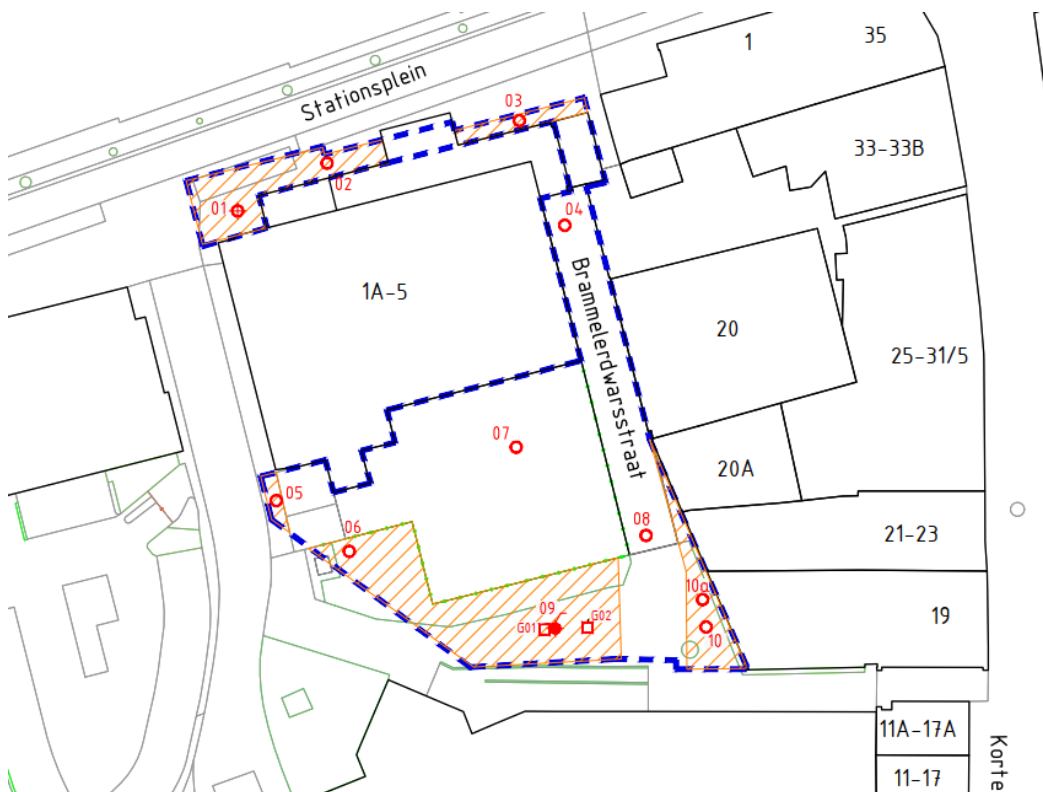 35
1
Stationsplein
03
33-33B
02
01
04
Brammelerdwarsstraat
1A-5
20
25-31/5
07
20A
05
08
21-23
06
10a
09
G01
G02
10
19
11A-17A
Korte
11-17